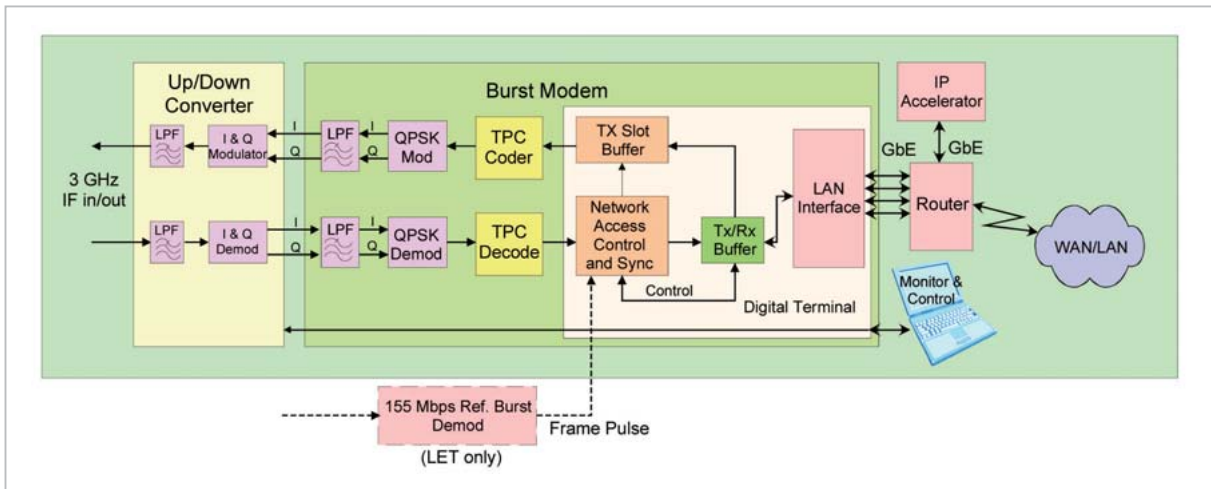 Up/Down
Converter
Burst Modem
IP
Accelerator
LPF
I & Q
Modulator
I
Q
LPF
I
Q
QPSK
Mod
TPC
Coder
TX Slot
Buffer
LAN
Interface
GbE
GbE
Router
3 GHz
IF in/out
LPF
I & Q
Demod
I
Q
LPF
I
Q
QPSK
Demod
TPC
Decode
Network
Access
Control
and Sync
Tx/Rx
Buffer
WAN/LAN
Control
Digital Terminal
Monitor &
Control
155 Mbps Ref. Burst
Demod
Frame Pulse
(LET only)